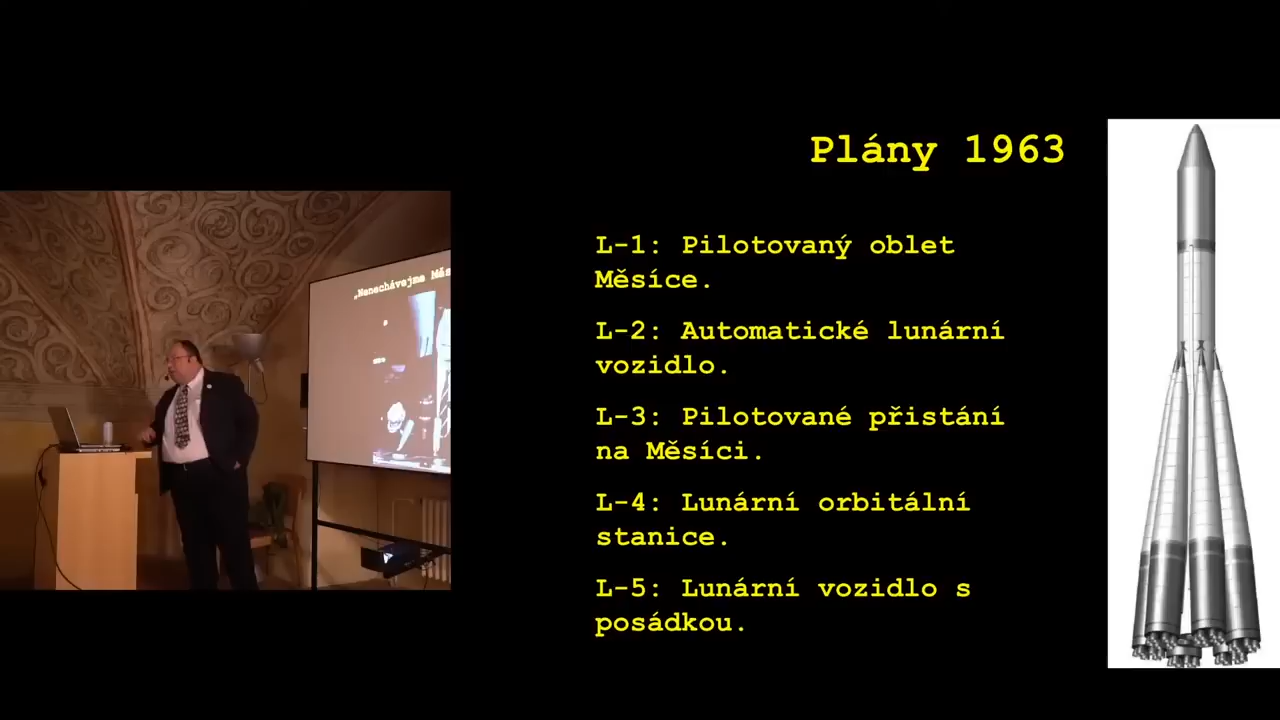 Plány 1963
L-1: Pilotovaný oblet
Měsíce.
L-2: Automatické lunární
vozidlo.
L-3: Pilotované přistání
na Měsíci.
L-4: Lunární orbitální
stanice.
L-5: Lunární vozidlo s
posádkou.
„Nenechávejme